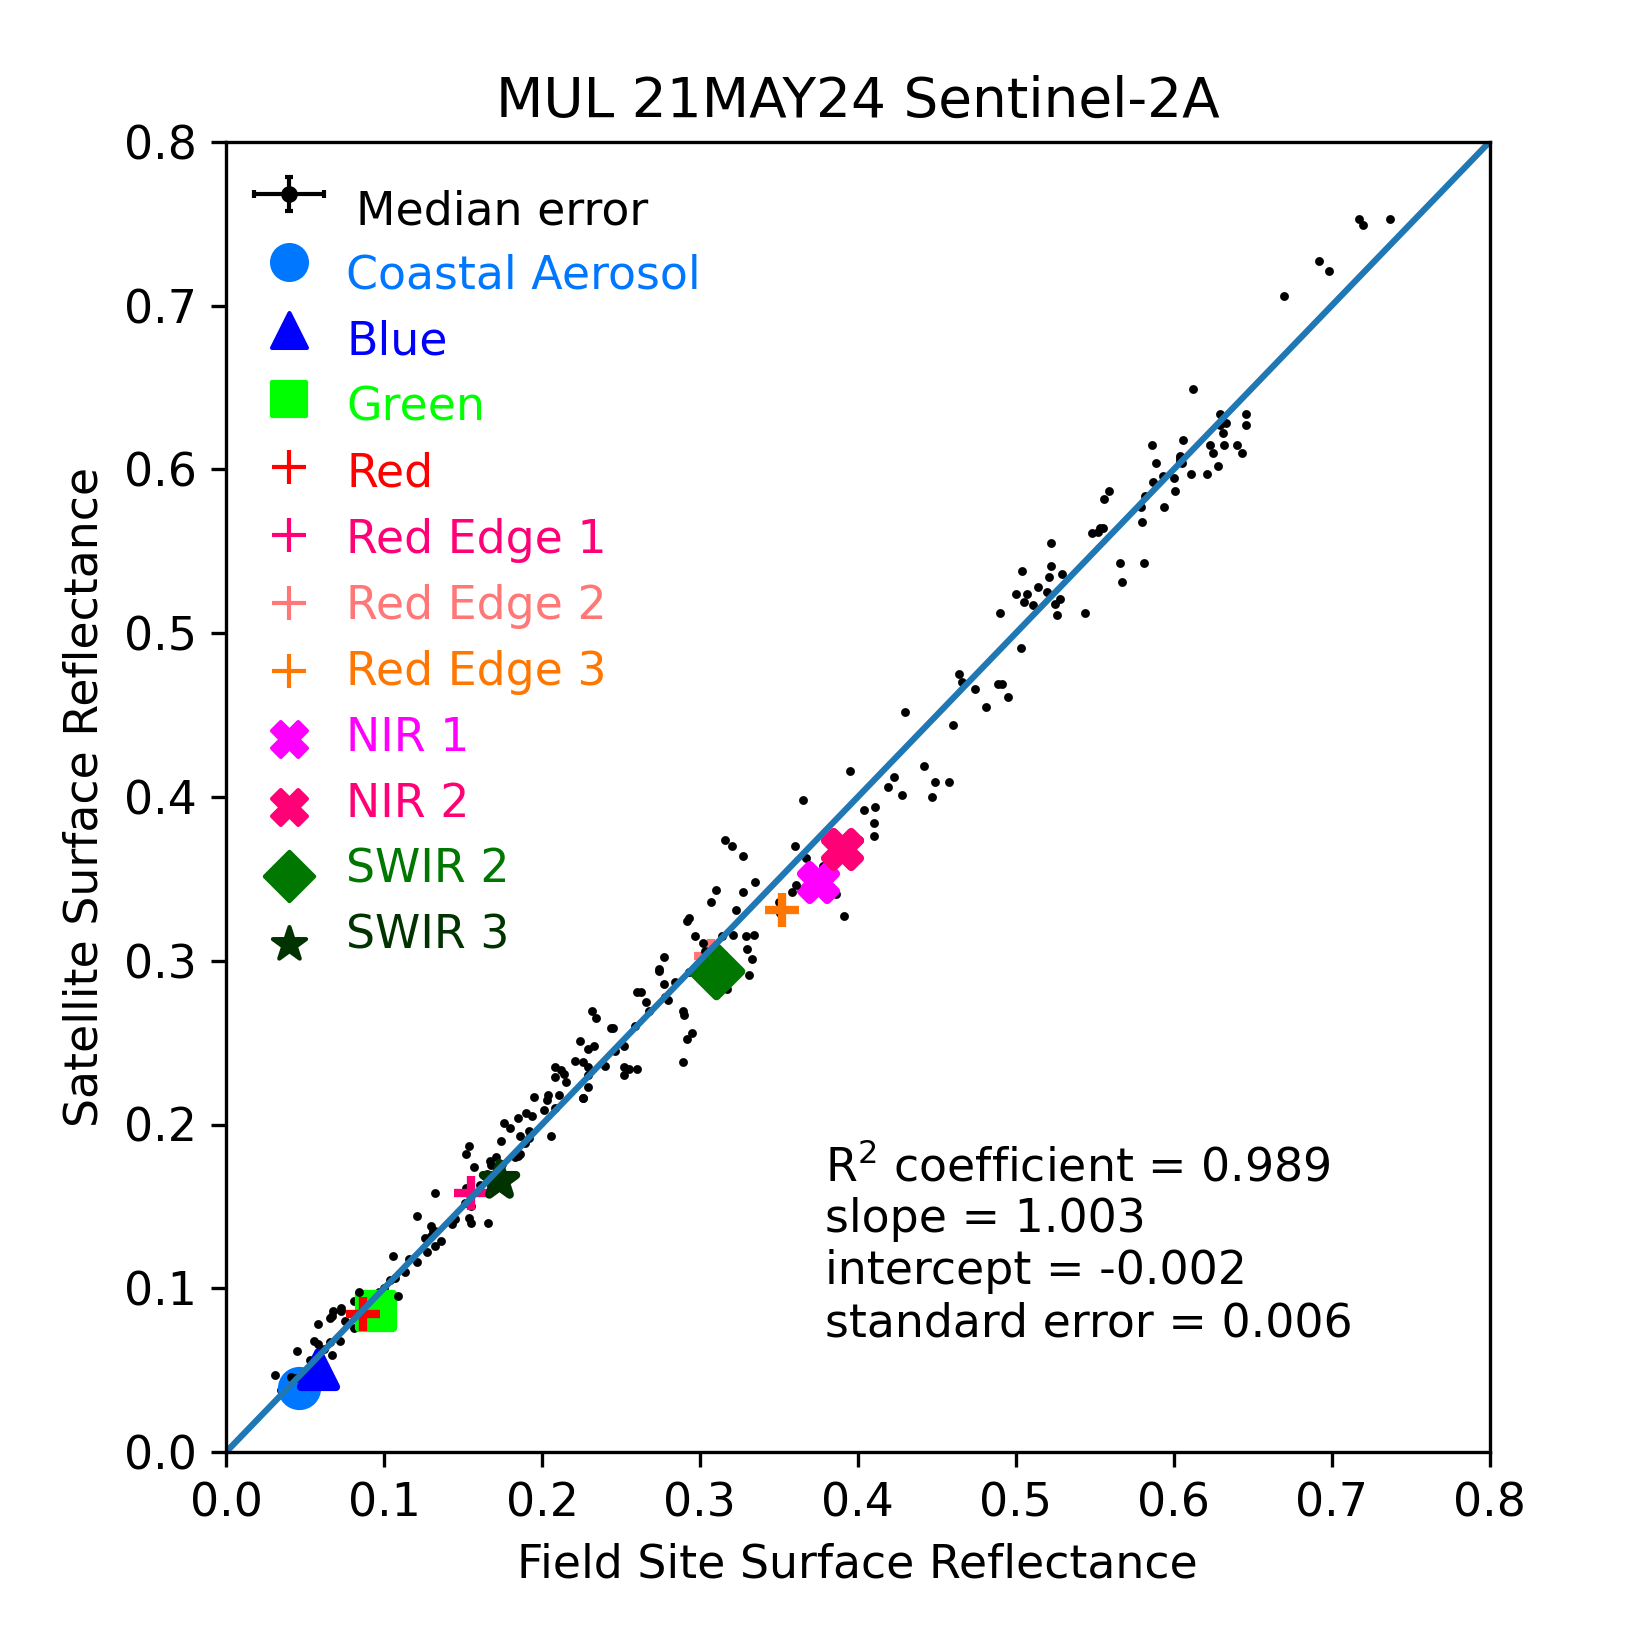 MUL 21MAY24 Sentinel-2A
0.8
0.7
0.6
0.5
0.4
0.3
0.2
0.1
0.0
Satellite Surface Reflectance
Median error
Coastal Aerosol
Blue
Green
Red
Red Edge 1
Red Edge 2
Red Edge 3
NIR 1
NIR 2
SWIR 2
SWIR 3
R² coefficient = 0.989
slope = 1.003
intercept = -0.002
standard error = 0.006
0.0 0.1 0.2 0.3 0.4 0.5 0.6 0.7 0.8
Field Site Surface Reflectance